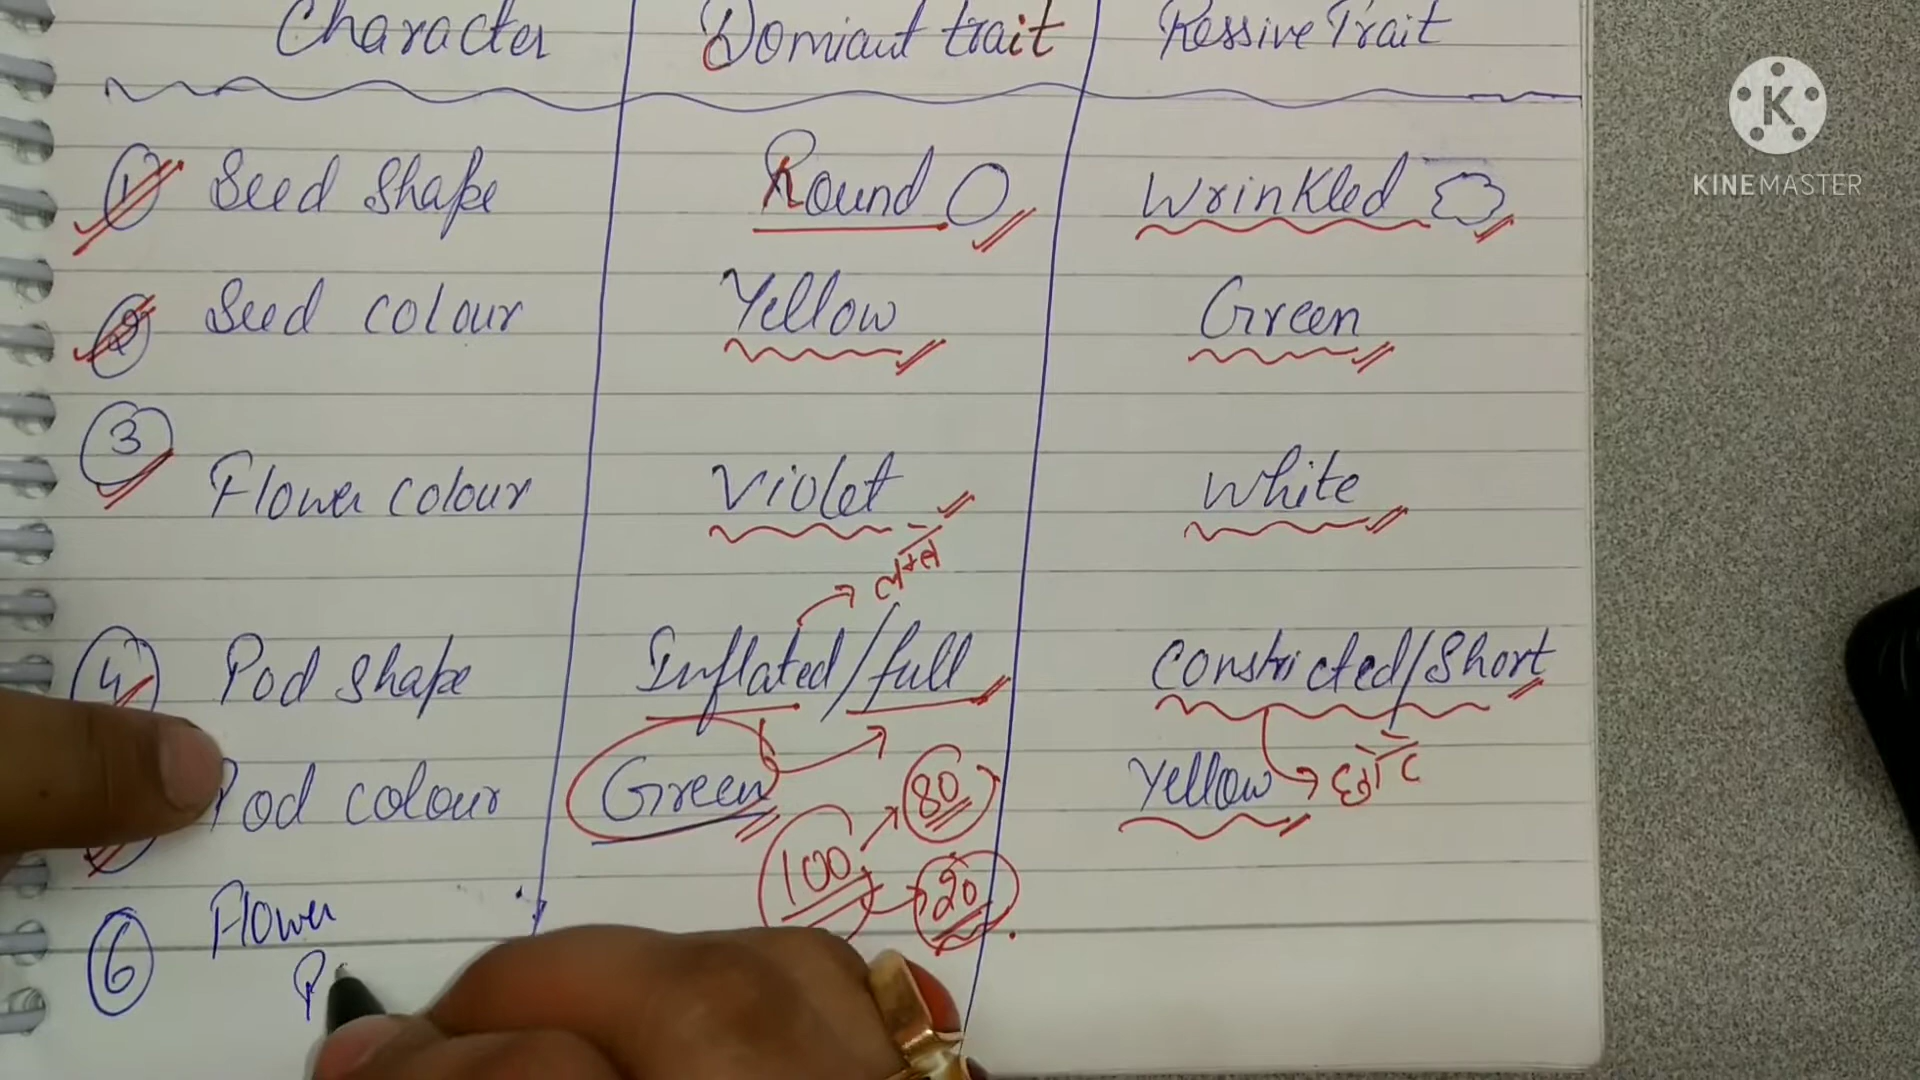 Character Domiant trait Ressive Trait
① Seed Shape Round Wrinkled
② Seed colour Yellow Green
③ Flower colour Violet White
④ Pod Shape Inflated/full Constricted/Short
Pod colour Green Yellow
100 80
20
⑥ Flower
P
K
KINEMASTER